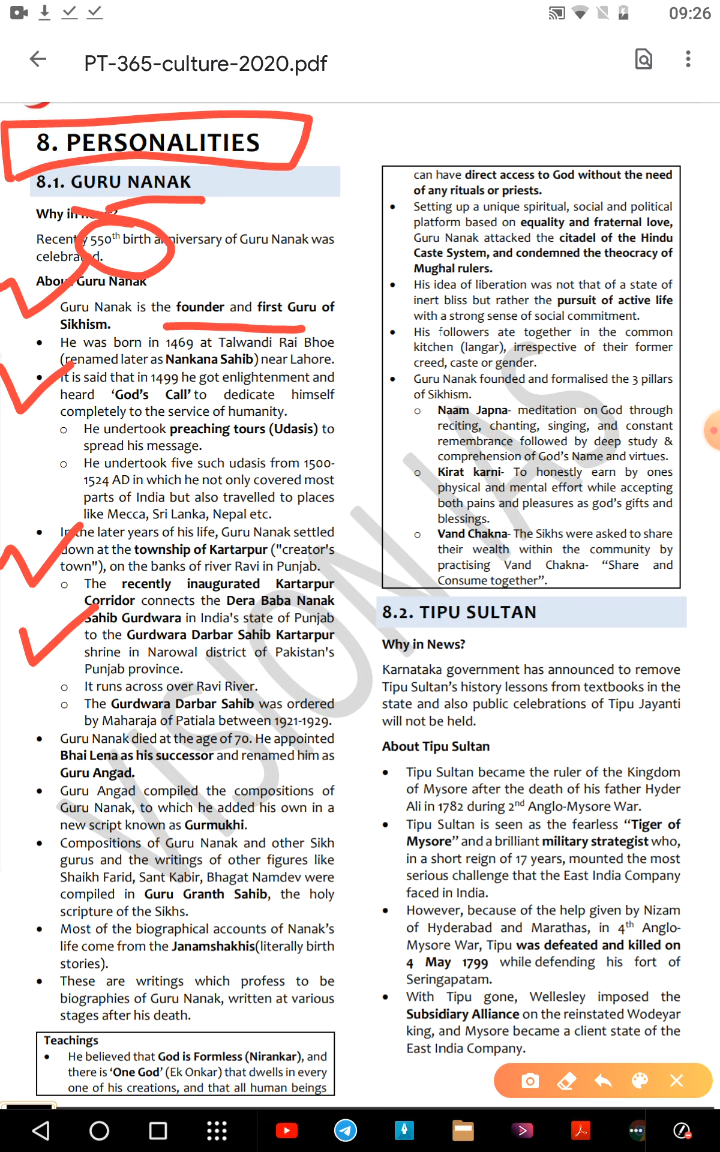 09:26
PT-365-culture-2020.pdf
8. PERSONALITIES
8.1. GURU NANAK
Why in
Recently 550th birth anniversary of Guru Nanak was
celebrated.
About Guru Nanak
Guru Nanak is the founder and first Guru of
Sikhism.
• He was born in 1469 at Talwandi Rai Bhoe
(renamed later as Nankana Sahib) near Lahore.
• It is said that in 1499 he got enlightenment and
heard ‘God’s Call’ to dedicate himself
completely to the service of humanity.
o He undertook preaching tours (Udasis) to
spread his message.
o He undertook five such udasis from 1500-
1524 AD in which he not only covered most
parts of India but also travelled to places
like Mecca, Sri Lanka, Nepal etc.
• In the later years of his life, Guru Nanak settled
down at the township of Kartarpur ("creator's
town"), on the banks of river Ravi in Punjab.
o The recently inaugurated Kartarpur
Corridor connects the Dera Baba Nanak
Sahib Gurdwara in India's state of Punjab
to the Gurdwara Darbar Sahib Kartarpur
shrine in Narowal district of Pakistan's
Punjab province.
o It runs across over Ravi River.
o The Gurdwara Darbar Sahib was ordered
by Maharaja of Patiala between 1921-1929.
• Guru Nanak died at the age of 70. He appointed
Bhai Lena as his successor and renamed him as
Guru Angad.
• Guru Angad compiled the compositions of
Guru Nanak, to which he added his own in a
new script known as Gurmukhi.
• Compositions of Guru Nanak and other Sikh
gurus and the writings of other figures like
Shaikh Farid, Sant Kabir, Bhagat Namdev were
compiled in Guru Granth Sahib, the holy
scripture of the Sikhs.
• Most of the biographical accounts of Nanak’s
life come from the Janamshakhis(literally birth
stories).
• These are writings which profess to be
biographies of Guru Nanak, written at various
stages after his death.
Teachings
• He believed that God is Formless (Nirankar), and
there is ‘One God’ (Ek Onkar) that dwells in every
one of his creations, and that all human beings
can have direct access to God without the need
of any rituals or priests.
• Setting up a unique spiritual, social and political
platform based on equality and fraternal love,
Guru Nanak attacked the citadel of the Hindu
Caste System, and condemned the theocracy of
Mughal rulers.
• His idea of liberation was not that of a state of
inert bliss but rather the pursuit of active life
with a strong sense of social commitment.
• His followers ate together in the common
kitchen (langar), irrespective of their former
creed, caste or gender.
• Guru Nanak founded and formalised the 3 pillars
of Sikhism.
o Naam Japna- meditation on God through
reciting, chanting, singing, and constant
remembrance followed by deep study &
comprehension of God’s Name and virtues.
o Kirat karni- To honestly earn by ones
physical and mental effort while accepting
both pains and pleasures as god’s gifts and
blessings.
o Vand Chakna- The Sikhs were asked to share
their wealth within the community by
practising Vand Chakna- “Share and
Consume together”.
8.2. TIPU SULTAN
Why in News?
Karnataka government has announced to remove
Tipu Sultan’s history lessons from textbooks in the
state and also public celebrations of Tipu Jayanti
will not be held.
About Tipu Sultan
• Tipu Sultan became the ruler of the Kingdom
of Mysore after the death of his father Hyder
Ali in 1782 during 2nd Anglo-Mysore War.
• Tipu Sultan is seen as the fearless “Tiger of
Mysore” and a brilliant military strategist who,
in a short reign of 17 years, mounted the most
serious challenge that the East India Company
faced in India.
• However, because of the help given by Nizam
of Hyderabad and Marathas, in 4th Anglo-
Mysore War, Tipu was defeated and killed on
4 May 1799 while defending his fort of
Seringapatam.
• With Tipu gone, Wellesley imposed the
Subsidiary Alliance on the reinstated Wodeyar
king, and Mysore became a client state of the
East India Company.
VISION IAS